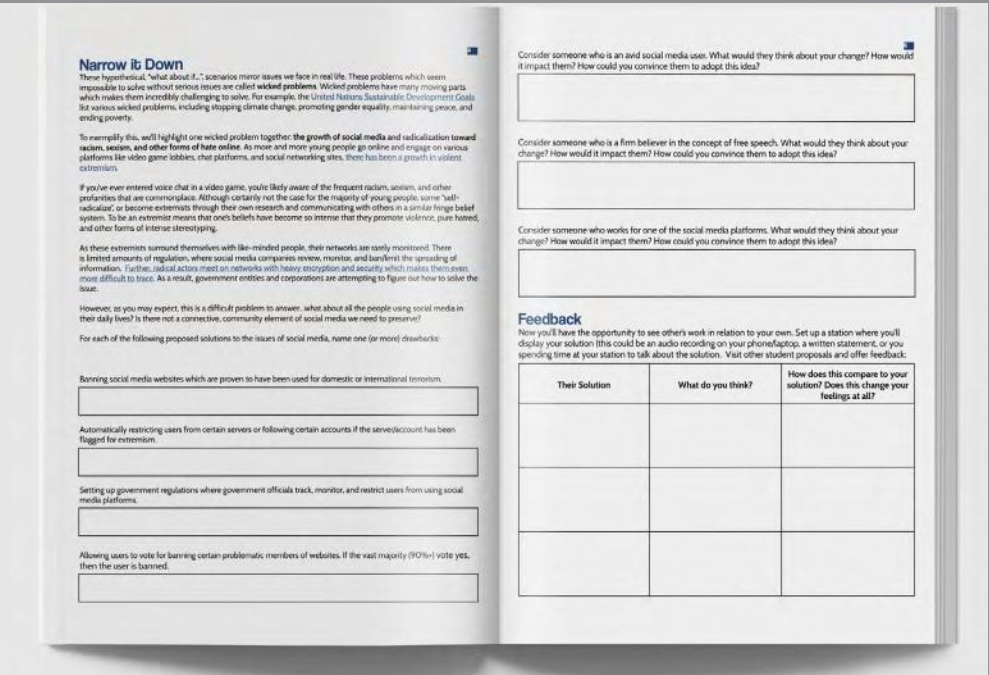 Narrow it Down
These hypothetical, "what about if...", scenarios mirror issues we face in real life. These problems which seem
impossible to solve without serious issues are called wicked problems. Wicked problems have many moving parts
which makes them incredibly challenging to solve. For example, the United Nations Sustainable Development Goals
list various wicked problems, including stopping climate change, promoting gender equality, maintaining peace, and
ending poverty.
To exemplify this, we'll highlight one wicked problem together: the growth of social media and radicalization toward
racism, sexism, and other forms of hate online. As more and more young people go online and engage on various
platforms like video game lobbies, chat platforms, and social networking sites, there has been a growth in violent
extremism.
If you've ever entered voice chat in a video game, you're likely aware of the frequent racism, sexism, and other
profanities that are commonplace. Although certainly not the case for the majority of young people, some "self-
radicalize", or become extremists through their own research and communicating with others in a similar fringe belief
system. To be an extremist means that one's beliefs have become so intense that they promote violence, pure hatred,
and other forms of intense stereotyping.
As these extremists surround themselves with like-minded people, their networks are rarely monitored. There
is limited amounts of regulation, where social media companies review, monitor, and ban/limit the spreading of
information. Further, radical actors meet on networks with heavy encryption and security which makes them even
more difficult to trace. As a result, government entities and corporations are attempting to figure out how to solve the
issue.
However, as you may expect, this is a difficult problem to answer...what about all the people using social media in
their daily lives? Is there not a connective, community element of social media we need to preserve?
For each of the following proposed solutions to the issues of social media, name one (or more) drawbacks:
Banning social media websites which are proven to have been used for domestic or international terrorism.
Automatically restricting users from certain servers or following certain accounts if the server/account has been
flagged for extremism.
Setting up government regulations where government officials track, monitor, and restrict users from using social
media platforms.
Allowing users to vote for banning certain problematic members of websites. If the vast majority (90%+) vote yes,
then the user is banned.
Consider someone who is an avid social media user. What would they think about your change? How would
it impact them? How could you convince them to adopt this idea?
Consider someone who is a firm believer in the concept of free speech. What would they think about your
change? How would it impact them? How could you convince them to adopt this idea?
Consider someone who works for one of the social media platforms. What would they think about your
change? How would it impact them? How could you convince them to adopt this idea?
Feedback
Now you'll have the opportunity to see other's work in relation to your own. Set up a station where you'll
display your solution (this could be an audio recording on your phone/laptop, a written statement, or you
spending time at your station to talk about the solution. Visit other student proposals and offer feedback:
Their Solution
What do you think?
How does this compare to your
solution? Does this change your
feelings at all?